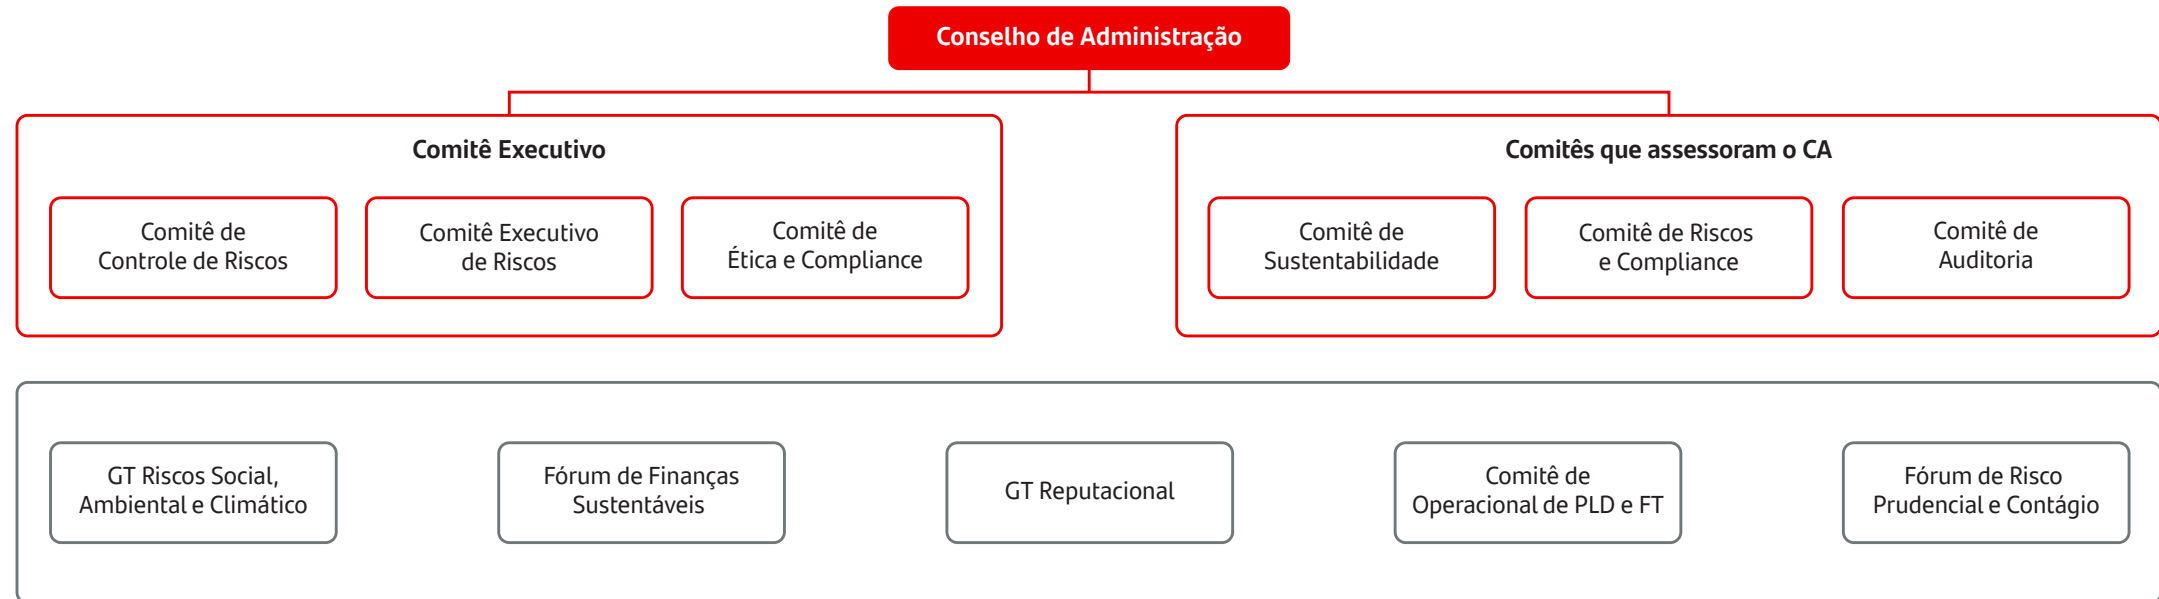 Conselho de Administração
Comitê Executivo
Comitê de
Controle de Riscos
Comitê Executivo
de Riscos
Comitê de
Ética e Compliance
Comitês que assessoram o CA
Comitê de
Sustentabilidade
Comitê de Riscos
e Compliance
Comitê de
Auditoria
GT Riscos Social,
Ambiental e Climático
Fórum de Finanças
Sustentáveis
GT Reputacional
Comitê de
Operacional de PLD e FT
Fórum de Risco
Prudencial e Contágio